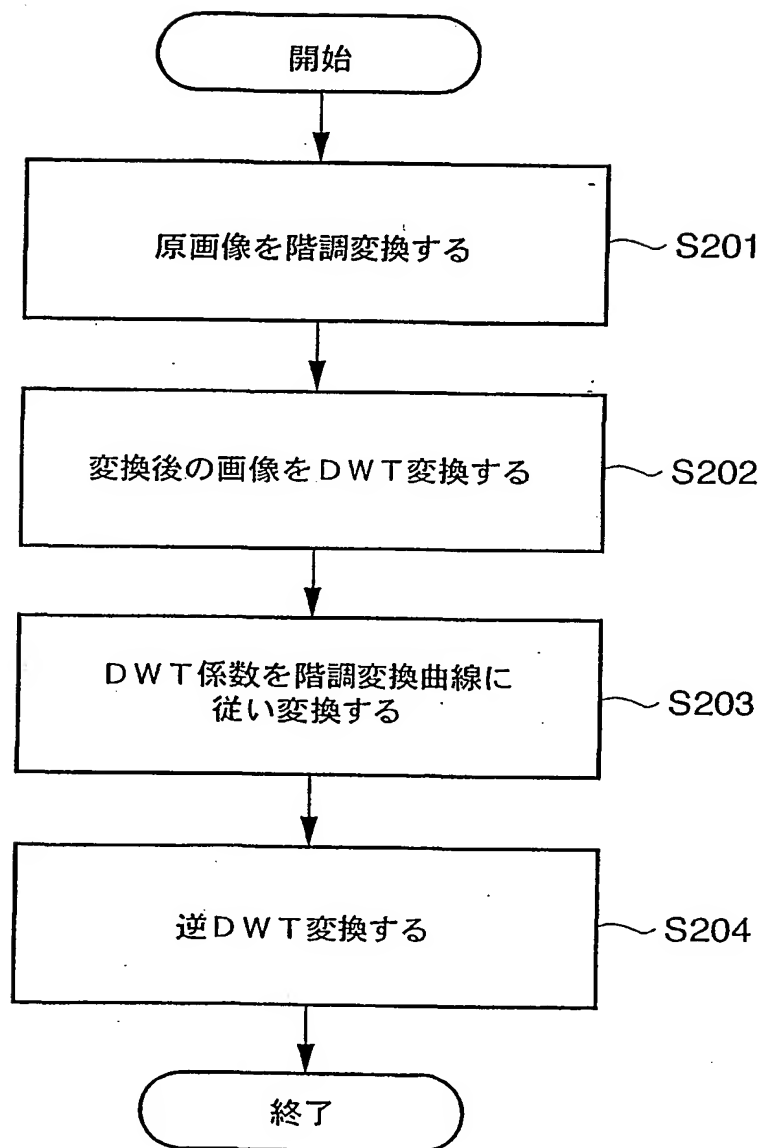 開始
原画像を階調変換する
S201
変換後の画像をＤＷＴ変換する
S202
ＤＷＴ係数を階調変換曲線に
従い変換する
S203
逆ＤＷＴ変換する
S204
終了